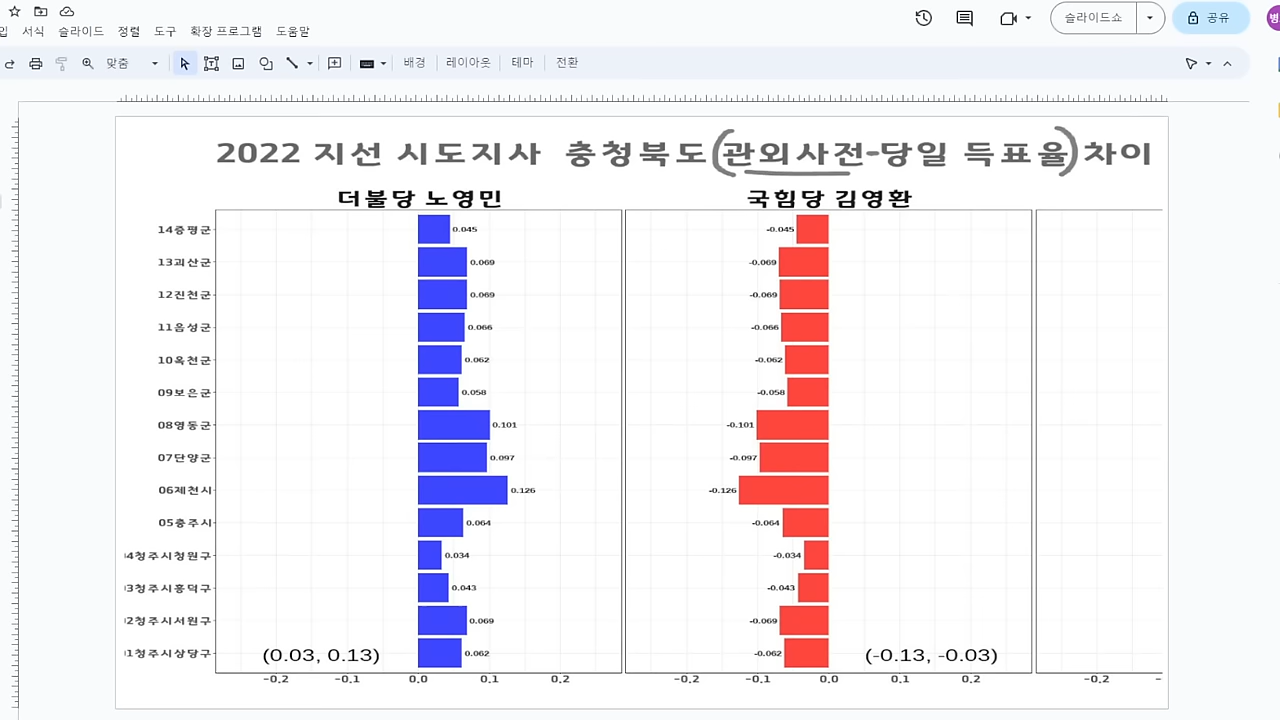 입 서식 슬라이드 정렬 도구 확장 프로그램 도움말
슬라이드쇼
공유
병
맞춤
배경 레이아웃 테마 전환
2022 지선 시도지사 충청북도(관외사전-당일 득표율)차이
더불당 노영민
국힘당 김영환
14증평군 0.045 -0.045
13괴산군 0.069 -0.069
12진천군 0.069 -0.069
11음성군 0.066 -0.066
10옥천군 0.062 -0.062
09보은군 0.058 -0.058
08영동군 0.101 -0.101
07단양군 0.097 -0.097
06제천시 0.126 -0.126
05충주시 0.064 -0.064
4청주시청원구 0.034 -0.034
3청주시흥덕구 0.043 -0.043
2청주시서원구 0.069 -0.069
1청주시상당구 (0.03, 0.13) 0.062 -0.062 (-0.13, -0.03)
-0.2 -0.1 0.0 0.1 0.2 -0.2 -0.1 0.0 0.1 0.2 -0.2 -